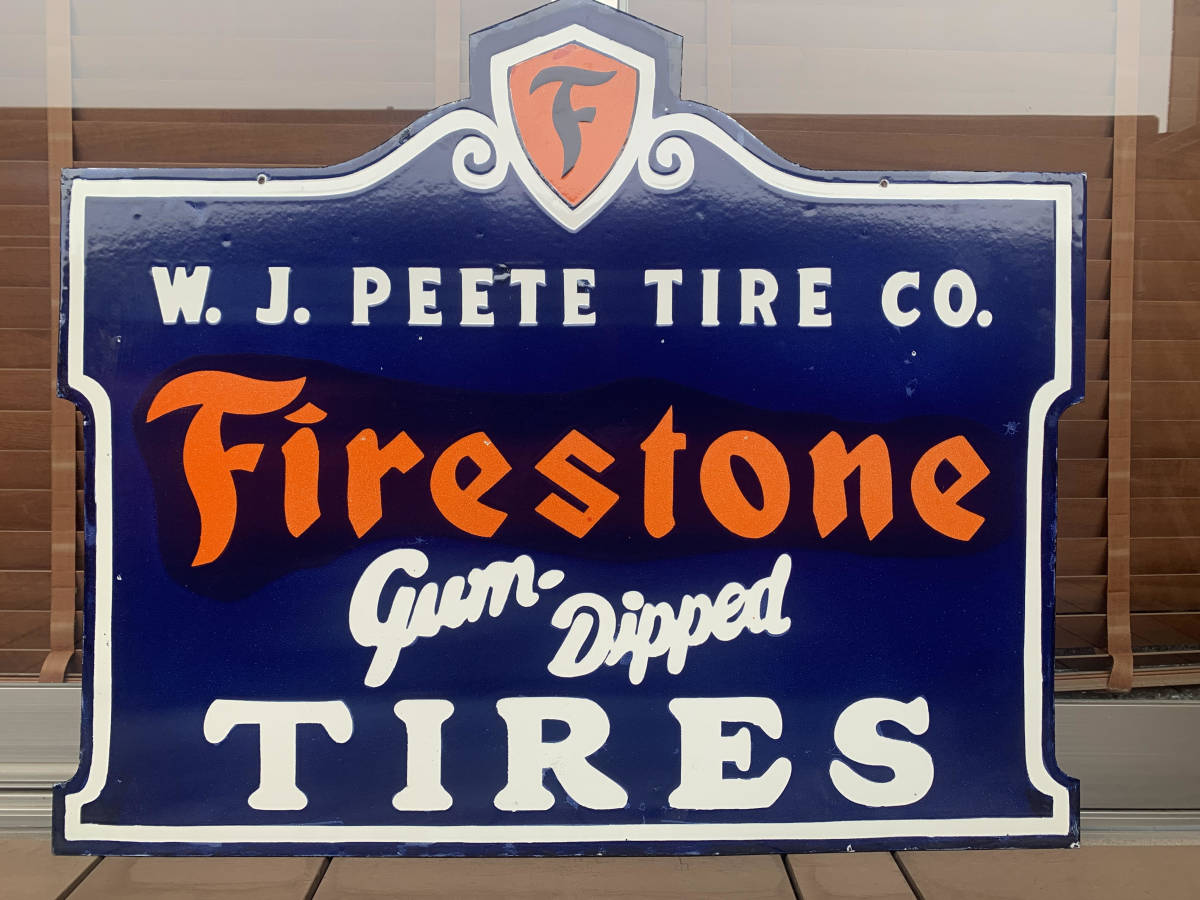 F
W. J. PEETE TIRE CO.
Firestone
Gum-
Dipped
TIRES